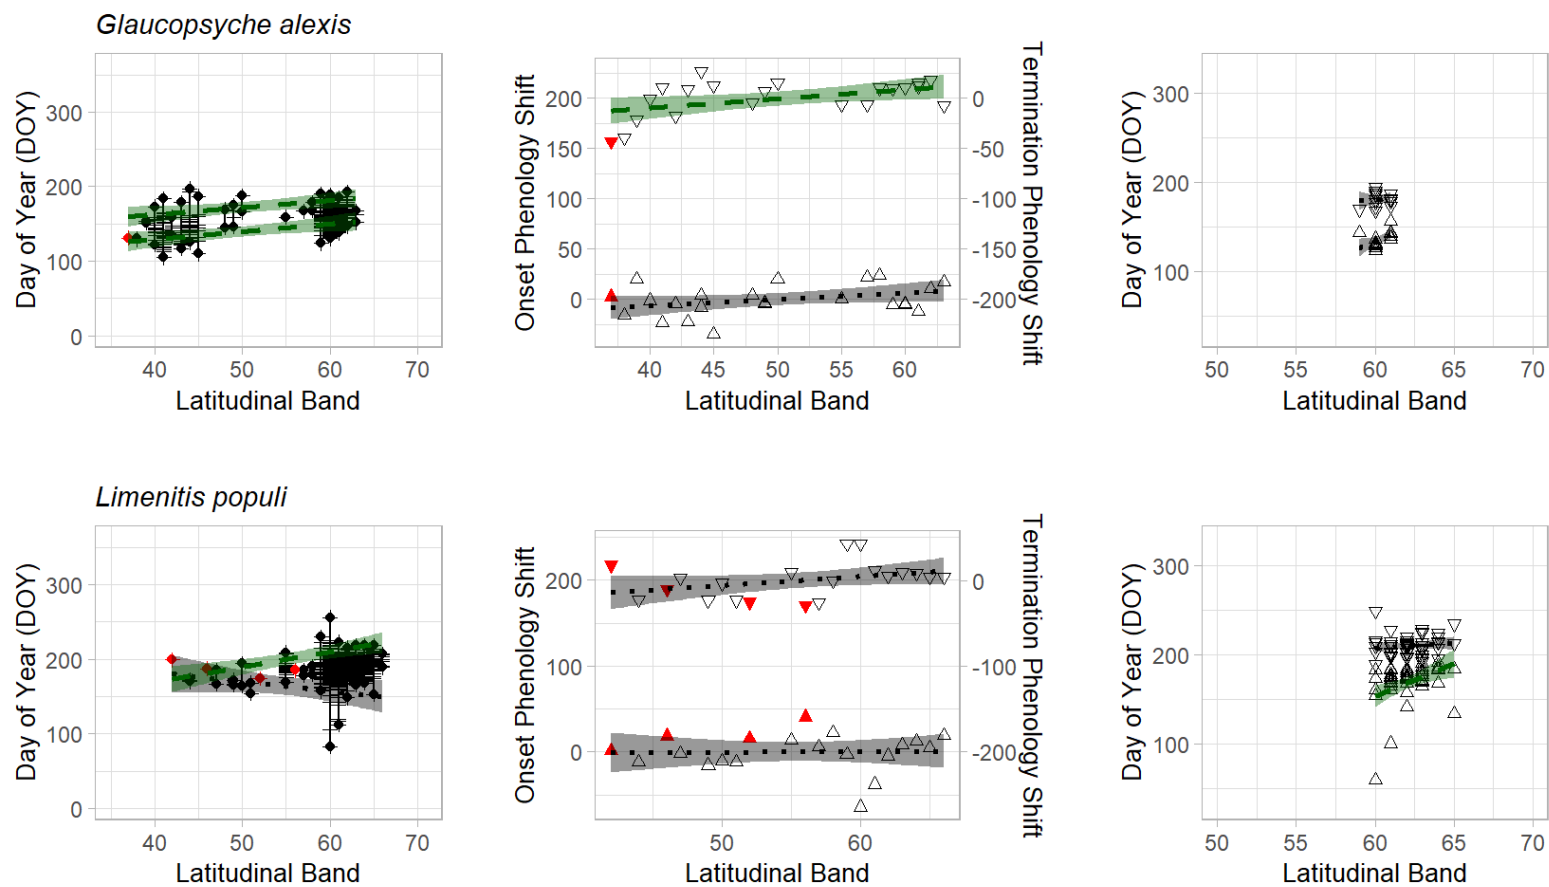 Glaucopsyche alexis
Day of Year (DOY)
300
200
100
0
40 50 60 70
Latitudinal Band
Onset Phenology Shift
200
150
100
50
0
40 45 50 55 60
Latitudinal Band
0
-50
-100
-150
-200
Termination Phenology Shift
Day of Year (DOY)
300
200
100
50 55 60 65 70
Latitudinal Band
Limenitis populi
Day of Year (DOY)
300
200
100
0
40 50 60 70
Latitudinal Band
Onset Phenology Shift
200
100
0
50 60
Latitudinal Band
0
-100
-200
Termination Phenology Shift
Day of Year (DOY)
300
200
100
50 55 60 65 70
Latitudinal Band